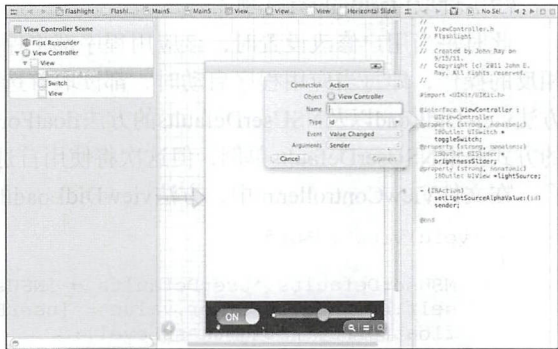 Flashlight
Flashl...
MainS...
MainS...
View...
View...
View
Horizontal Slider
No Sel...
2
View Controller Scene
First Responder
View Controller
View
Horizontal Slider
Switch
View
Connection Action
Object View Controller
Name
Type id
Event Value Changed
Arguments Sender
Cancel
Connect
ON
//
// ViewController.h
// Flashlight
//
// Created by John Ray on
9/15/11.
// Copyright (c) 2011 John E.
Ray. All rights reserved.
//
#import <UIKit/UIKit.h>
@interface ViewController :
UIViewController
@property (strong, nonatomic)
IBOutlet UISwitch *
toggleSwitch;
@property (strong, nonatomic)
IBOutlet UISlider *
brightnessSlider;
@property (strong, nonatomic)
IBOutlet UIView *lightSource;
- (IBAction)
setLightSourceAlphaValue:(id)
sender;
@end